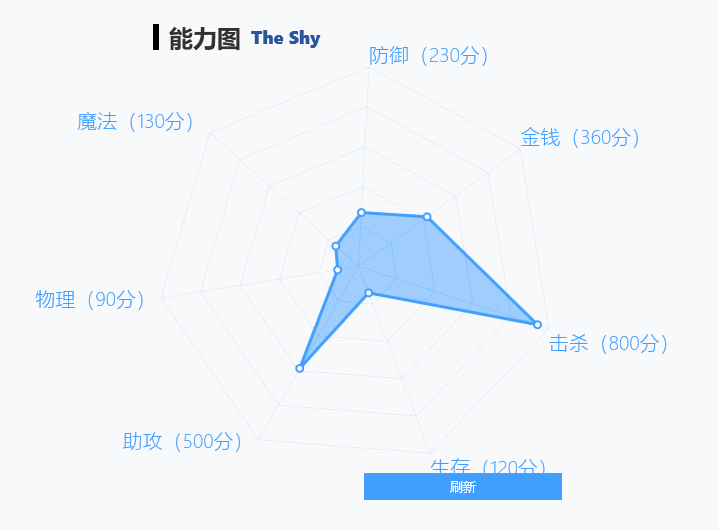 能力图 The Shy
防御（230分）
魔法（130分）
金钱（360分）
物理（90分）
击杀（800分）
助攻（500分）
生存（120分）
刷新